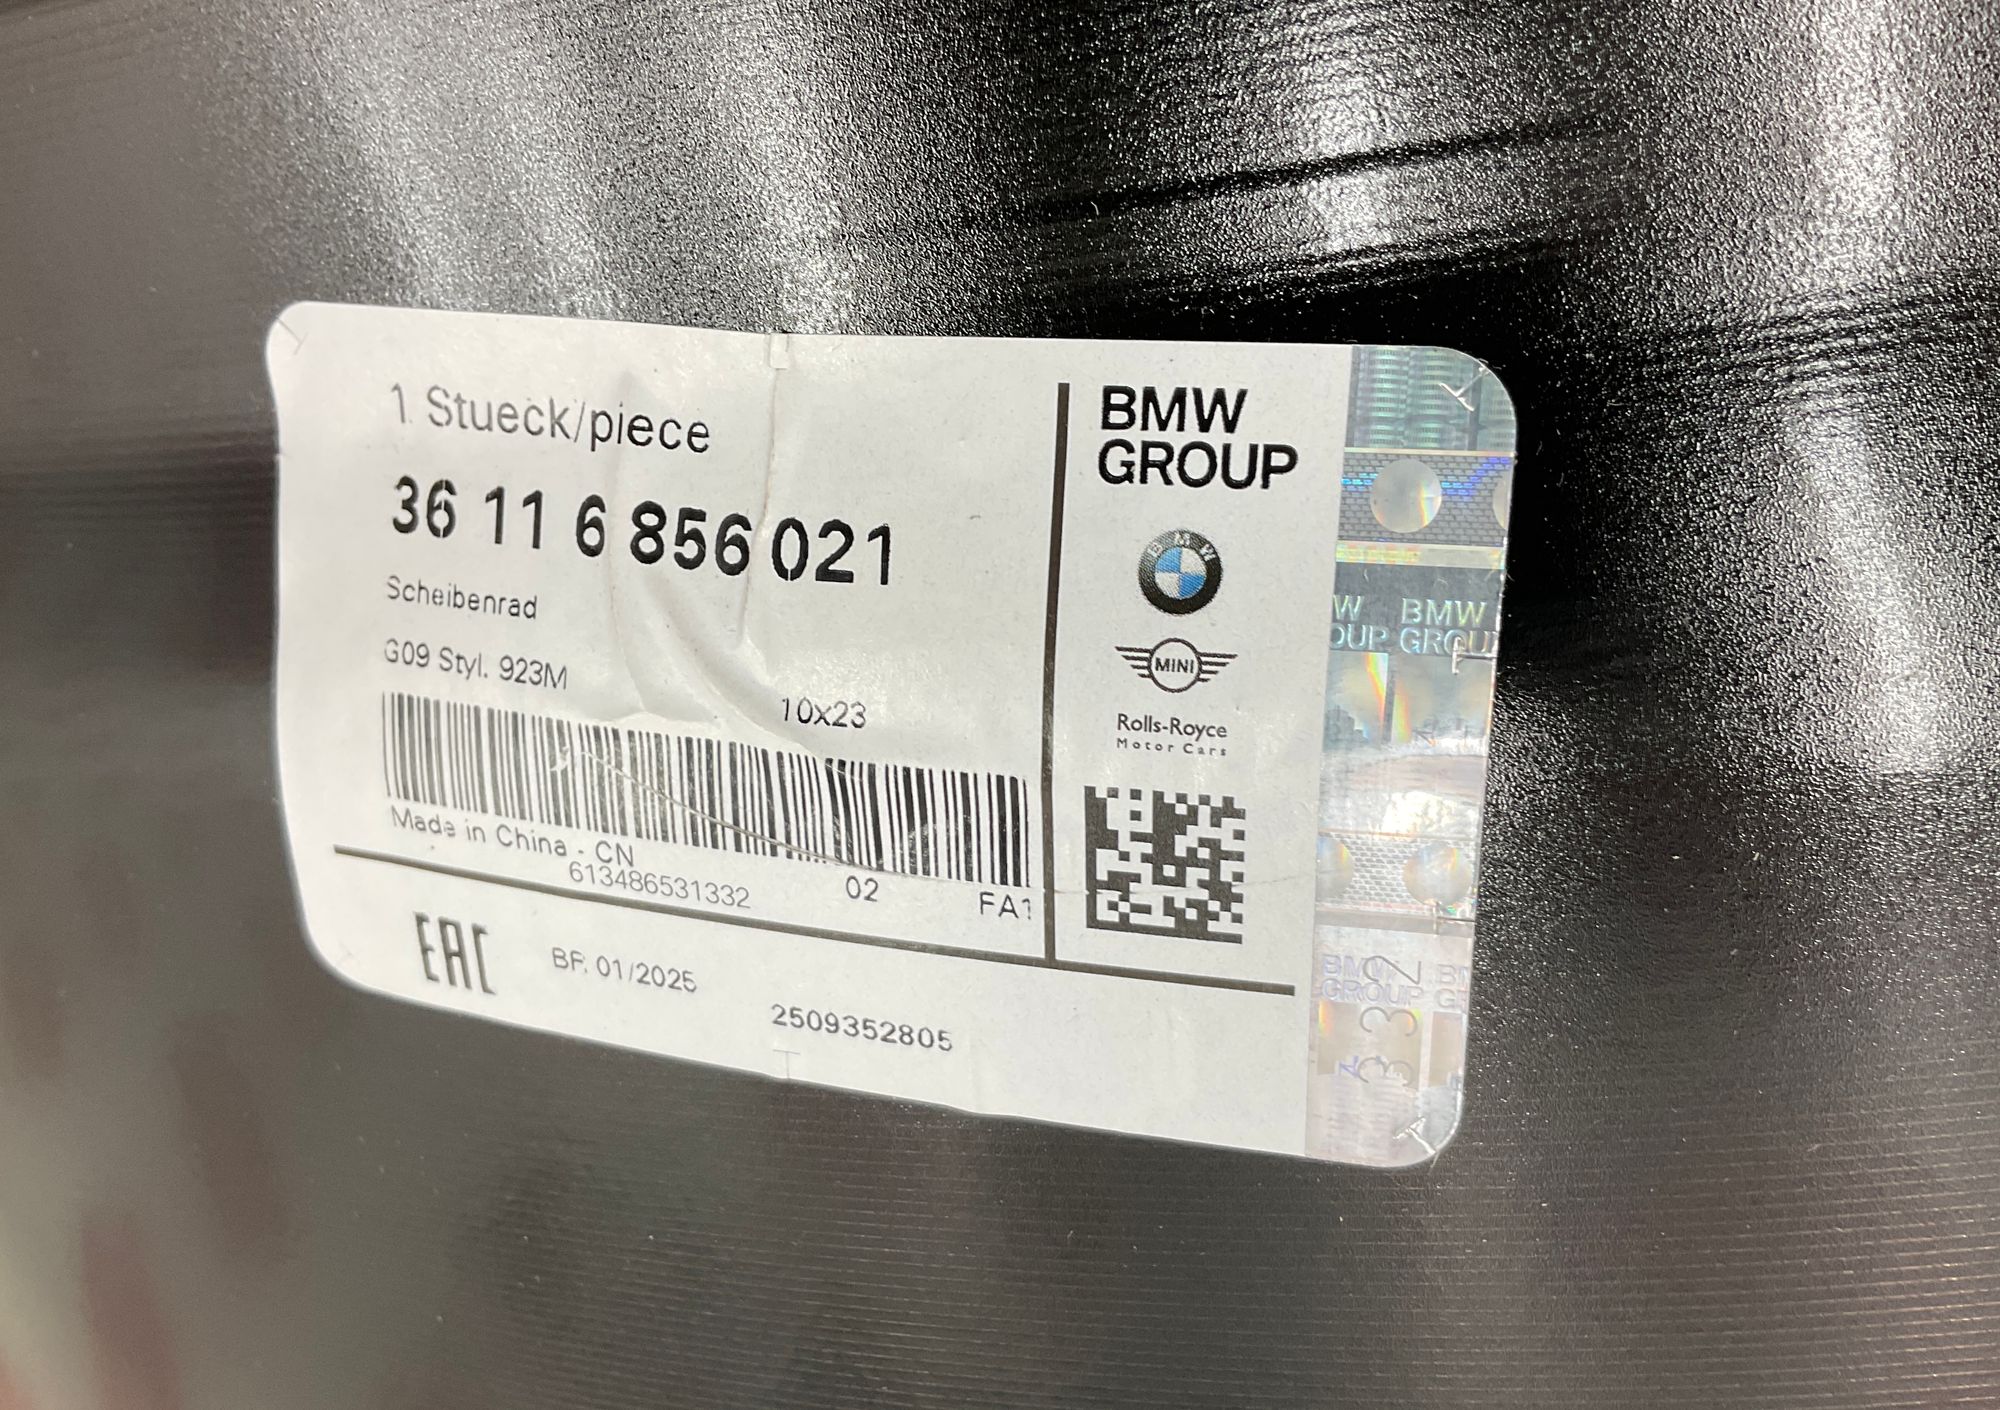 1 Stueck/piece
36 11 6 856 021
Scheibenrad
G09 Styl. 923M
10x23
Made in China - CN
613486531332
02
FA1
EAC
BF. 01/2025
2509352805
BMW
GROUP
BMW
MINI
Rolls-Royce
Motor Cars
BMW
GROUP